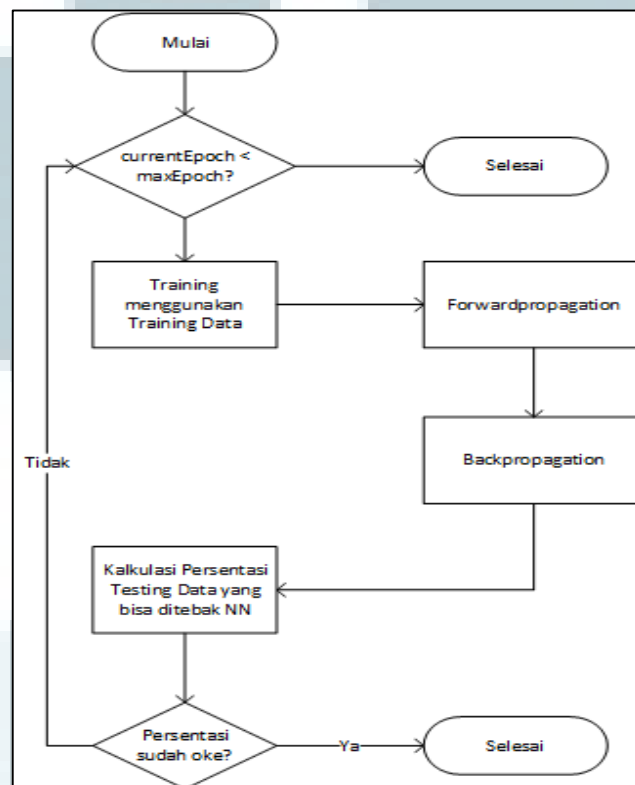 Mulai
currentEpoch <
maxEpoch?
Selesai
Training
menggunakan
Training Data
Forwardpropagation
Backpropagation
Tidak
Kalkulasi Persentasi
Testing Data yang
bisa ditebak NN
Persentasi
sudah oke?
Ya
Selesai